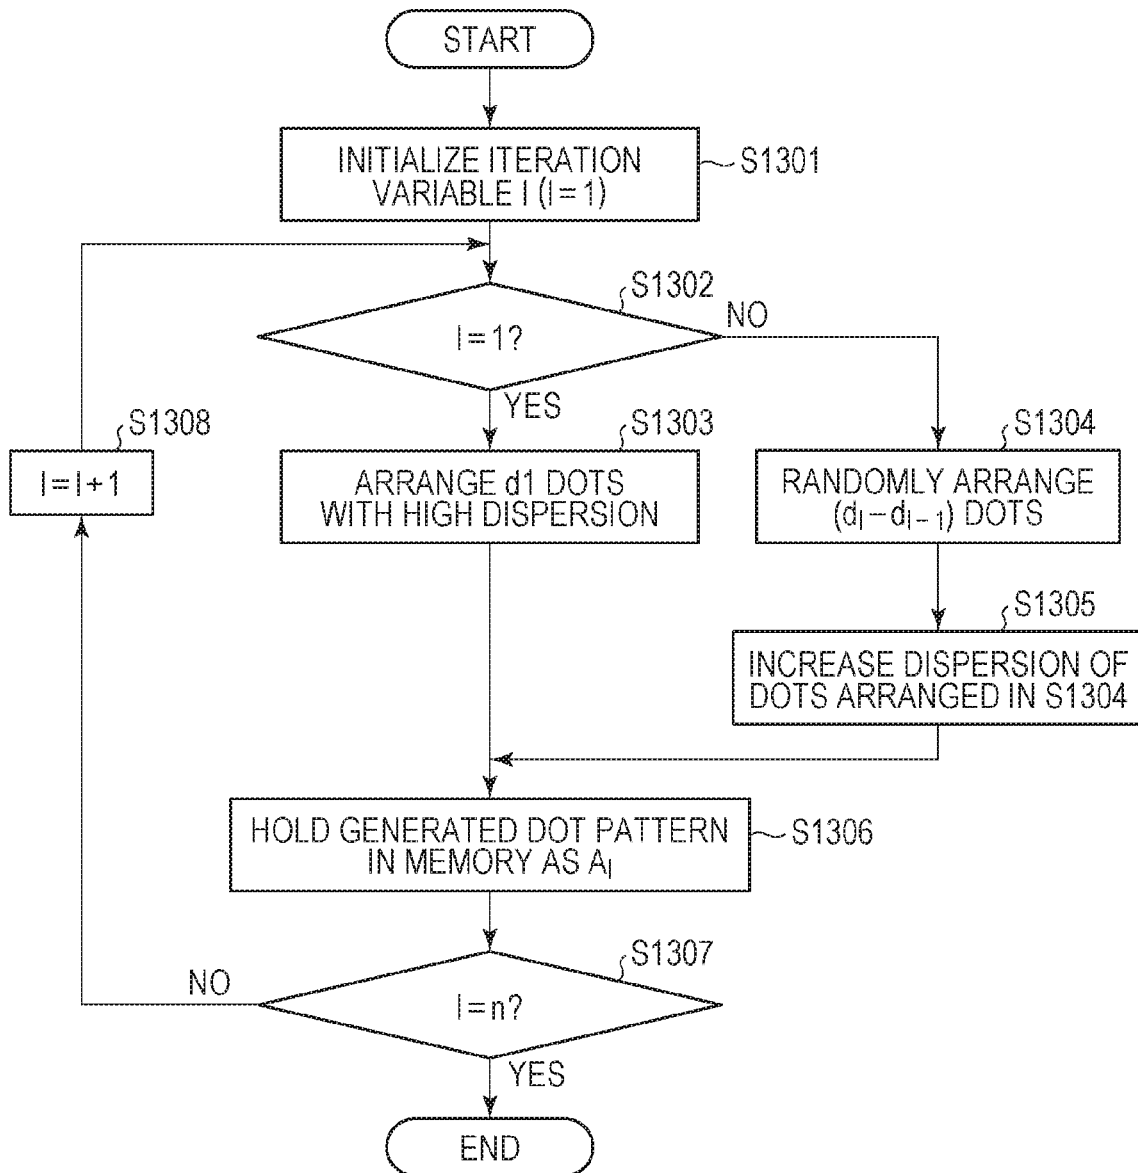 START
INITIALIZE ITERATION
VARIABLE I (I = 1)
S1301
S1302
I = 1?
NO
YES
S1308
I = I + 1
S1303
ARRANGE d1 DOTS
WITH HIGH DISPERSION
S1304
RANDOMLY ARRANGE
(dI – dI – 1) DOTS
S1305
INCREASE DISPERSION OF
DOTS ARRANGED IN S1304
HOLD GENERATED DOT PATTERN
IN MEMORY AS AI
S1306
S1307
NO
I = n?
YES
END